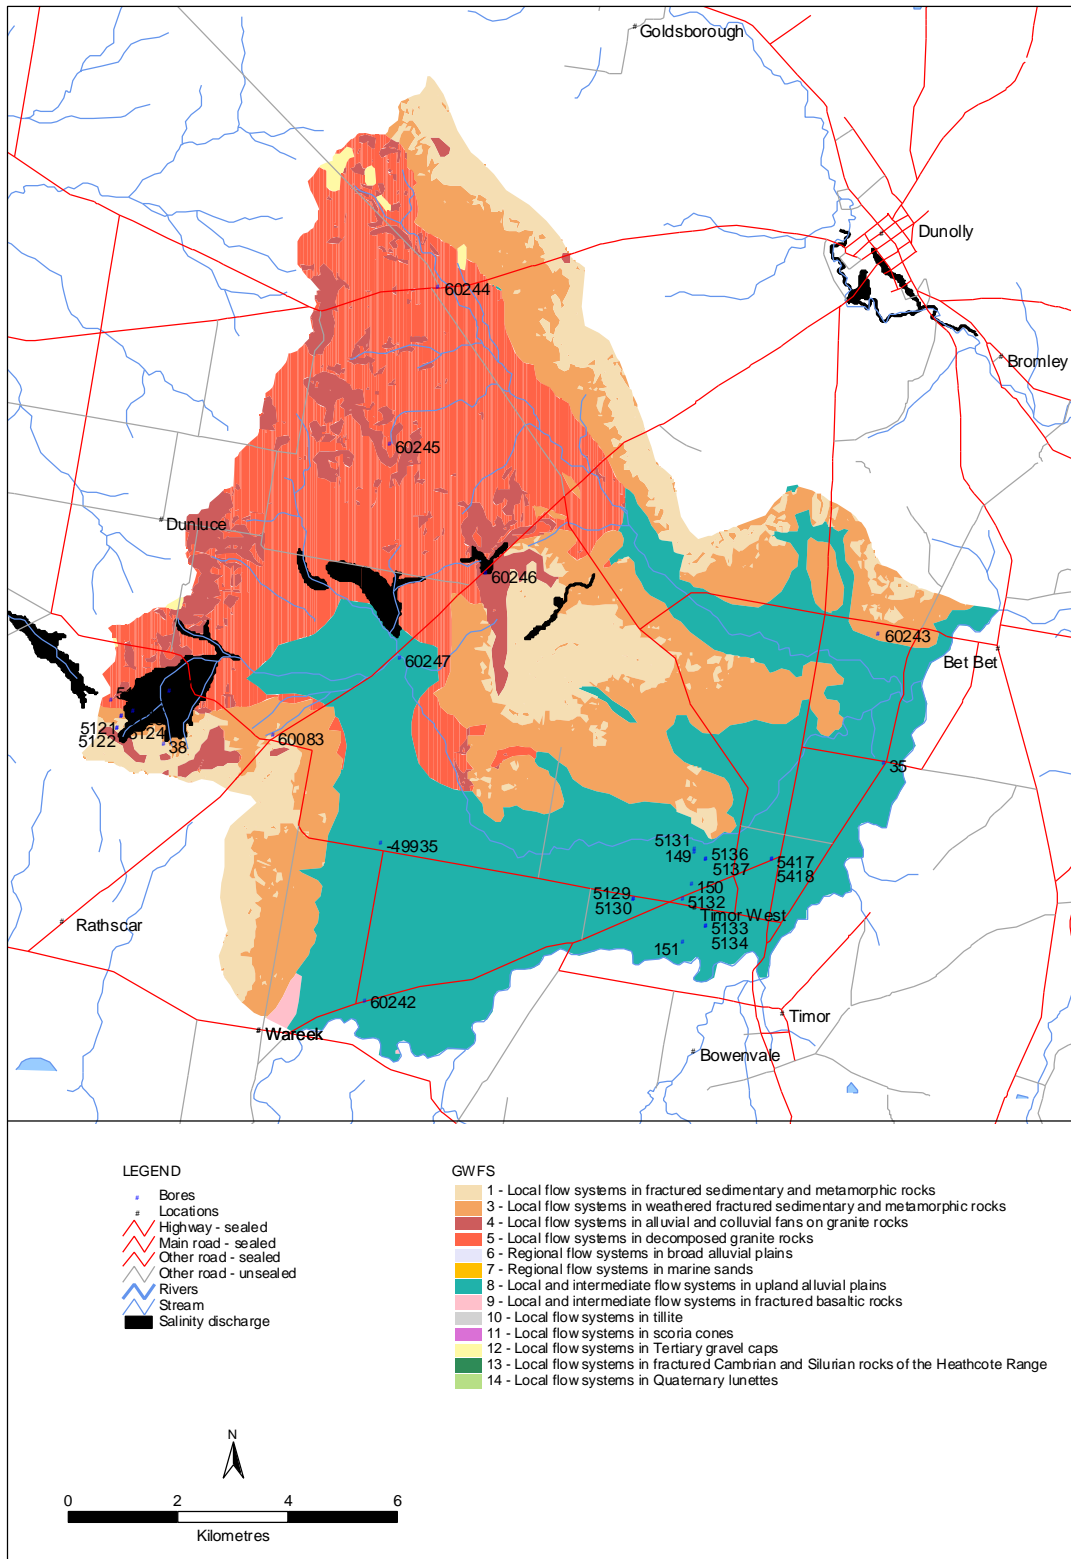 Goldsborough
Dunolly
60244
Bromley
60245
Dunluce
60246
60243
Bet Bet
60247
5121
5122
5124
38
60083
35
-49935
5131
149
5136
5137
5417
5418
150
5129
5130
5132
Timor West
5133
5134
151
Rathscar
60242
Timor
Wareek
Bowenvale
LEGEND
Bores
Locations
Highway - sealed
Main road - sealed
Other road - sealed
Other road - unsealed
Rivers
Stream
Salinity discharge
GWFS
1 - Local flow systems in fractured sedimentary and metamorphic rocks
3 - Local flow systems in weathered fractured sedimentary and metamorphic rocks
4 - Local flow systems in alluvial and colluvial fans on granite rocks
5 - Local flow systems in decomposed granite rocks
6 - Regional flow systems in broad alluvial plains
7 - Regional flow systems in marine sands
8 - Local and intermediate flow systems in upland alluvial plains
9 - Local and intermediate flow systems in fractured basaltic rocks
10 - Local flow systems in tillite
11 - Local flow systems in scoria cones
12 - Local flow systems in Tertiary gravel caps
13 - Local flow systems in fractured Cambrian and Silurian rocks of the Heathcote Range
14 - Local flow systems in Quaternary lunettes
N
0 2 4 6
Kilometres